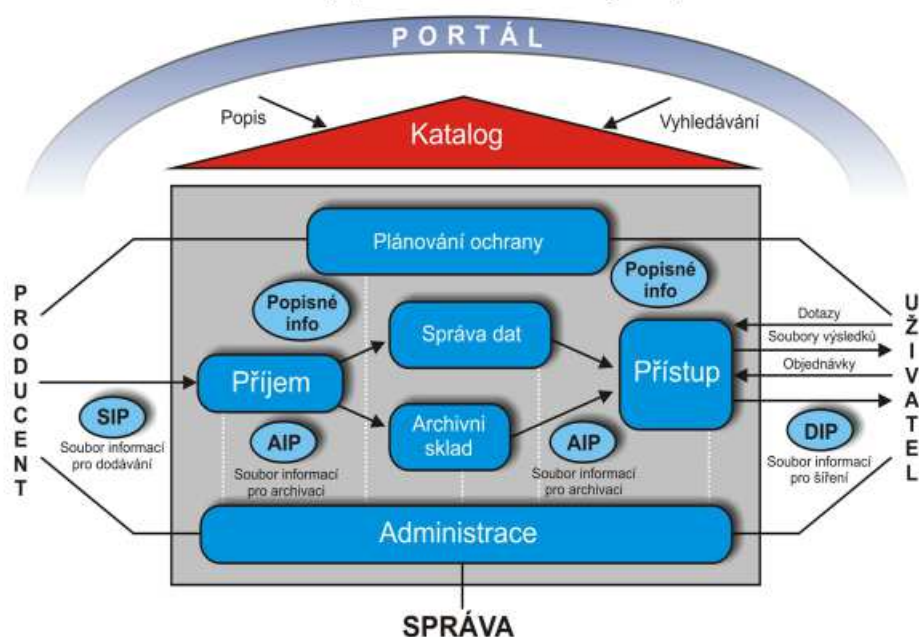 PORTÁL
Popis
Vyhledávání
Katalog
Plánování ochrany
Popisné
info
Popisné
info
PRODUCENT
UŽIVATEL
Správa dat
Dotazy
Soubory výsledků
Objednávky
Příjem
Přístup
SIP
Soubor informací
pro dodávání
AIP
Soubor informací
pro archivaci
Archivní
sklad
AIP
Soubor informací
pro archivaci
DIP
Soubor informací
pro šíření
Administrace
SPRÁVA